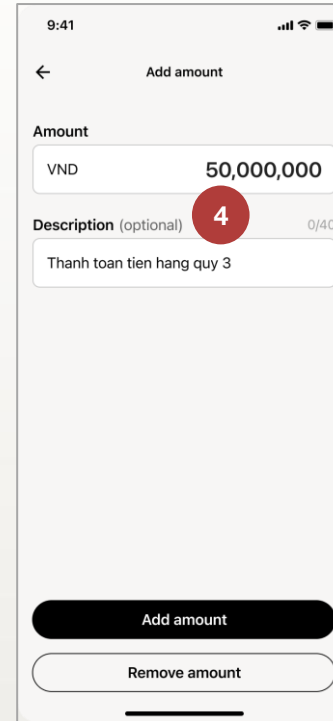 9:41
Add amount
Amount
VND 50,000,000
4
Description (optional) 0/40
Thanh toan tien hang quy 3
Add amount
Remove amount